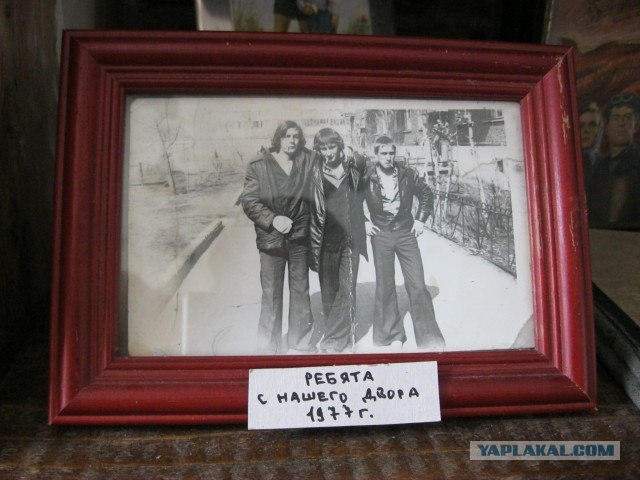 РЕБЯТА
С НАШЕГО ДВОРА
1977 г.
YAPLAKAL.COM